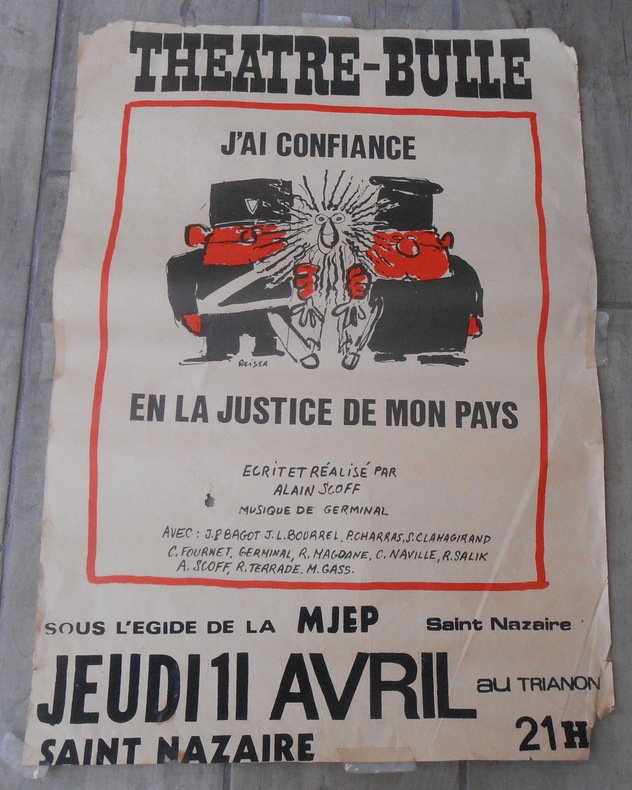 THEATRE-BULLE
J'AI CONFIANCE
REISER
EN LA JUSTICE DE MON PAYS
ECRIT ET RÉALISÉ PAR
ALAIN SCOFF
MUSIQUE DE GERMINAL
AVEC : J.P BAGOT J.L. BOURREL, P.CHARRAS, S.CLAHAGIRAND
C. FOURNET, GERMINAL, R. MAGDANE, C. NAVILLE, R. SALIK
A. SCOFF, R. TERRADE. M. GASS.
SOUS L'EGIDE DE LA MJEP Saint Nazaire
JEUDI 11 AVRIL au TRIANON
SAINT NAZAIRE 21H